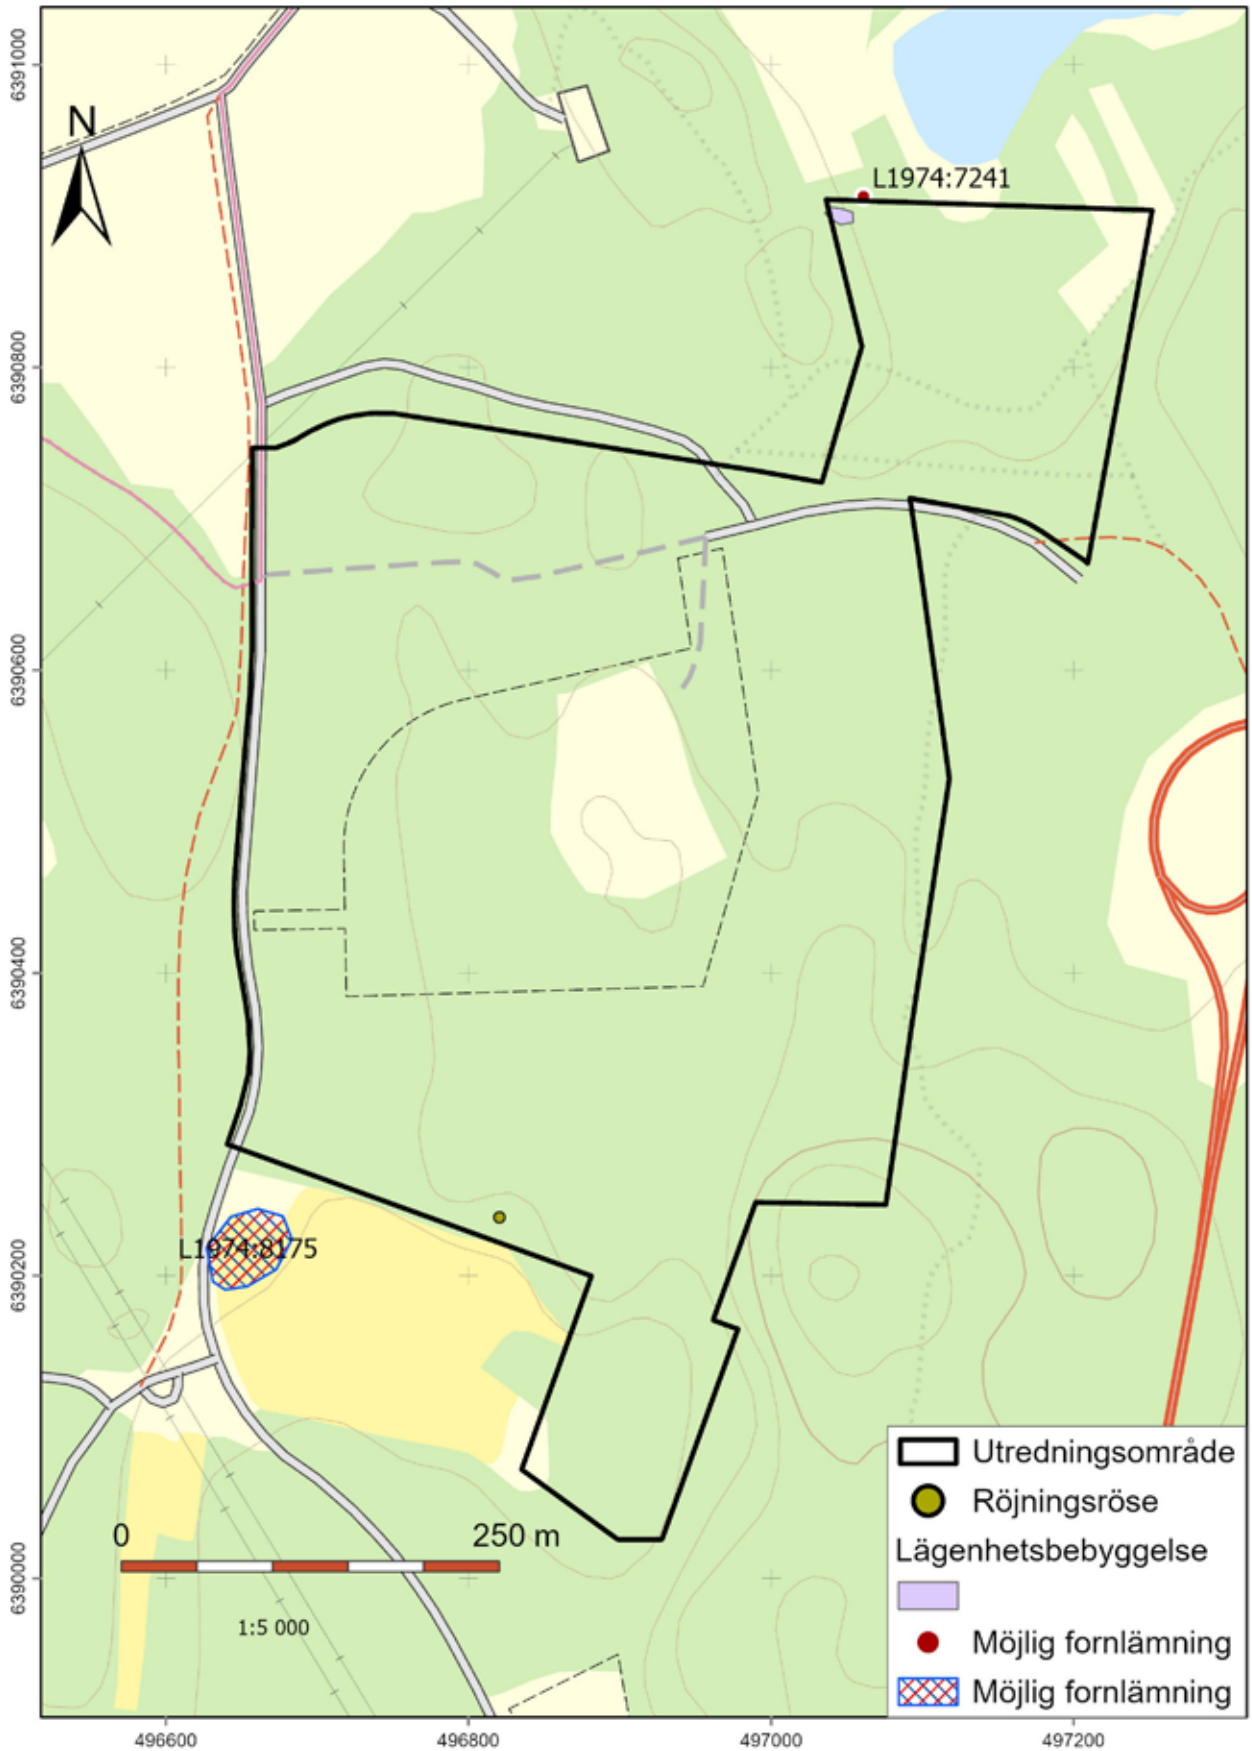 6391000
N
L1974:7241
6390800
6390600
6390400
L1974:8175
6390200
0 250 m
1:5 000
6390000
Utredningsområde
Röjningsröse
Lägenhetsbebyggelse
Möjlig fornlämning
Möjlig fornlämning
496600 496800 497000 497200